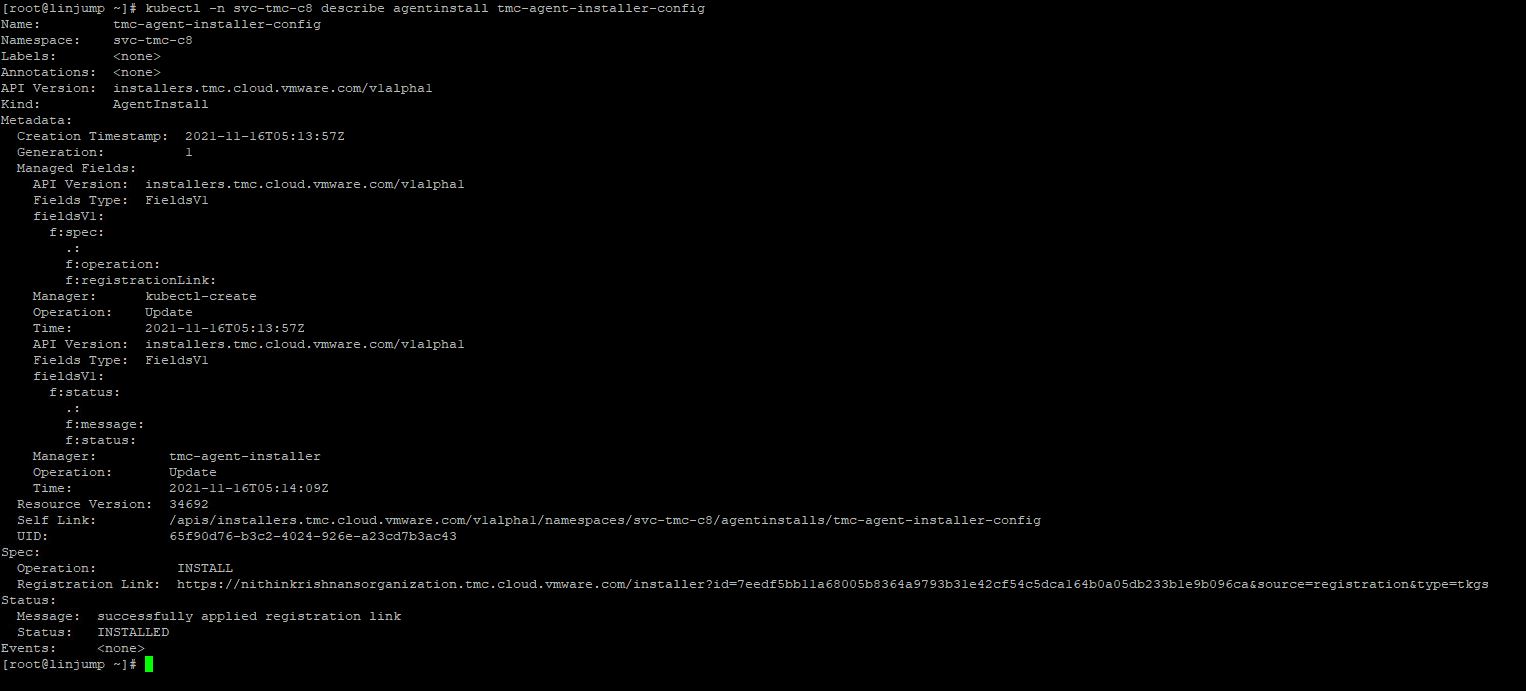 [root@linjump ~]# kubectl -n svc-tmc-c8 describe agentinstall tmc-agent-installer-config
Name:         tmc-agent-installer-config
Namespace:    svc-tmc-c8
Labels:       <none>
Annotations:  <none>
API Version:  installers.tmc.cloud.vmware.com/v1alpha1
Kind:         AgentInstall
Metadata:
  Creation Timestamp:  2021-11-16T05:13:57Z
  Generation:          1
  Managed Fields:
    API Version:  installers.tmc.cloud.vmware.com/v1alpha1
    Fields Type:  FieldsV1
    fieldsV1:
      f:spec:
        .:
        f:operation:
        f:registrationLink:
    Manager:      kubectl-create
    Operation:    Update
    Time:         2021-11-16T05:13:57Z
    API Version:  installers.tmc.cloud.vmware.com/v1alpha1
    Fields Type:  FieldsV1
    fieldsV1:
      f:status:
        .:
        f:message:
        f:status:
    Manager:         tmc-agent-installer
    Operation:       Update
    Time:            2021-11-16T05:14:09Z
  Resource Version:  34692
  Self Link:         /apis/installers.tmc.cloud.vmware.com/v1alpha1/namespaces/svc-tmc-c8/agentinstalls/tmc-agent-installer-config
  UID:               65f90d76-b3c2-4024-926e-a23cd7b3ac43
Spec:
  Operation:          INSTALL
  Registration Link:  https://nithinkrishnansorganization.tmc.cloud.vmware.com/installer?id=7eedf5bb11a68005b8364a9793b31e42cf54c5dca164b0a05db233b1e9b096ca&source=registration&type=tkgs
Status:
  Message:  successfully applied registration link
  Status:   INSTALLED
Events:     <none>
[root@linjump ~]#